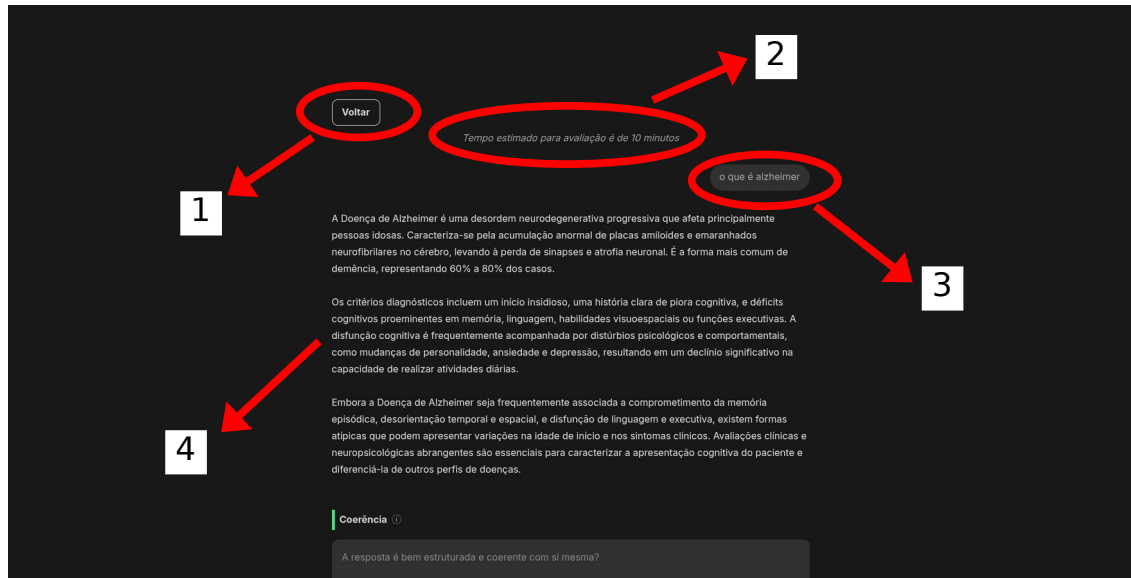 2
Voltar
Tempo estimado para avaliação é de 10 minutos
o que é alzheimer
1
A Doença de Alzheimer é uma desordem neurodegenerativa progressiva que afeta principalmente
pessoas idosas. Caracteriza-se pela acumulação anormal de placas amiloides e emaranhados
neurofibrilares no cérebro, levando à perda de sinapses e atrofia neuronal. É a forma mais comum de
demência, representando 60% a 80% dos casos.
3
Os critérios diagnósticos incluem um início insidioso, uma história clara de piora cognitiva, e déficits
cognitivos proeminentes em memória, linguagem, habilidades visuoespaciais ou funções executivas. A
disfunção cognitiva é frequentemente acompanhada por distúrbios psicológicos e comportamentais,
como mudanças de personalidade, ansiedade e depressão, resultando em um declínio significativo na
capacidade de realizar atividades diárias.
Embora a Doença de Alzheimer seja frequentemente associada a comprometimento da memória
episódica, desorientação temporal e espacial, e disfunção de linguagem e executiva, existem formas
atípicas que podem apresentar variações na idade de início e nos sintomas clínicos. Avaliações clínicas e
neuropsicológicas abrangentes são essenciais para caracterizar a apresentação cognitiva do paciente e
diferenciá-la de outros perfis de doenças.
4
Coerência ⓘ
A resposta é bem estruturada e coerente com si mesma?